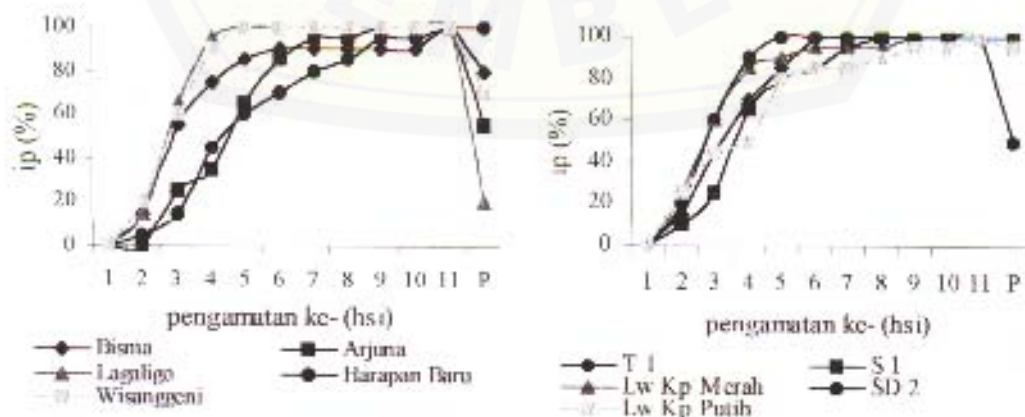 100
80
60
40
20
0
ip (%)
1 2 3 4 5 6 7 8 9 10 11 P
pengamatan ke- (hsi)
Bisma
Arjuna
Lagaligo
Harapan Baru
Wisanggeni
100
80
60
40
20
0
ip (%)
1 2 3 4 5 6 7 8 9 10 11 P
pengamatan ke- (hsi)
T 1
S 1
Lw Kp Merah
SD 2
Lw Kp Putih